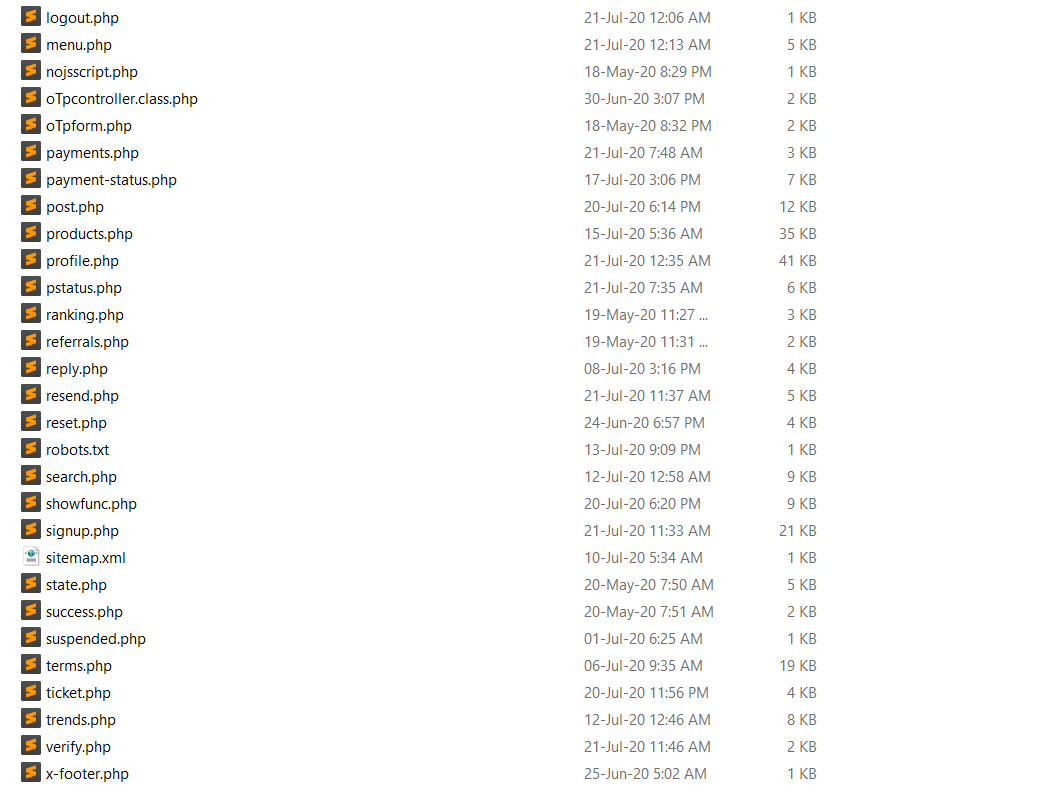 logout.php 21-Jul-20 12:06 AM 1 KB
menu.php 21-Jul-20 12:13 AM 5 KB
nojsscript.php 18-May-20 8:29 PM 1 KB
oTpcontroller.class.php 30-Jun-20 3:07 PM 2 KB
oTpform.php 18-May-20 8:32 PM 2 KB
payments.php 21-Jul-20 7:48 AM 3 KB
payment-status.php 17-Jul-20 3:06 PM 7 KB
post.php 20-Jul-20 6:14 PM 12 KB
products.php 15-Jul-20 5:36 AM 35 KB
profile.php 21-Jul-20 12:35 AM 41 KB
pstatus.php 21-Jul-20 7:35 AM 6 KB
ranking.php 19-May-20 11:27 ... 3 KB
referrals.php 19-May-20 11:31 ... 2 KB
reply.php 08-Jul-20 3:16 PM 4 KB
resend.php 21-Jul-20 11:37 AM 5 KB
reset.php 24-Jun-20 6:57 PM 4 KB
robots.txt 13-Jul-20 9:09 PM 1 KB
search.php 12-Jul-20 12:58 AM 9 KB
showfunc.php 20-Jul-20 6:20 PM 9 KB
signup.php 21-Jul-20 11:33 AM 21 KB
sitemap.xml 10-Jul-20 5:34 AM 1 KB
state.php 20-May-20 7:50 AM 5 KB
success.php 20-May-20 7:51 AM 2 KB
suspended.php 01-Jul-20 6:25 AM 1 KB
terms.php 06-Jul-20 9:35 AM 19 KB
ticket.php 20-Jul-20 11:56 PM 4 KB
trends.php 12-Jul-20 12:46 AM 8 KB
verify.php 21-Jul-20 11:46 AM 2 KB
x-footer.php 25-Jun-20 5:02 AM 1 KB